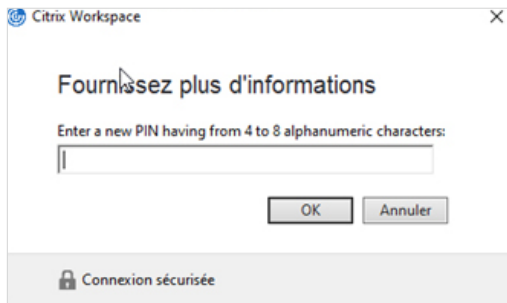 Citrix Workspace
Fournissez plus d'informations
Enter a new PIN having from 4 to 8 alphanumeric characters:
OK
Annuler
Connexion sécurisée